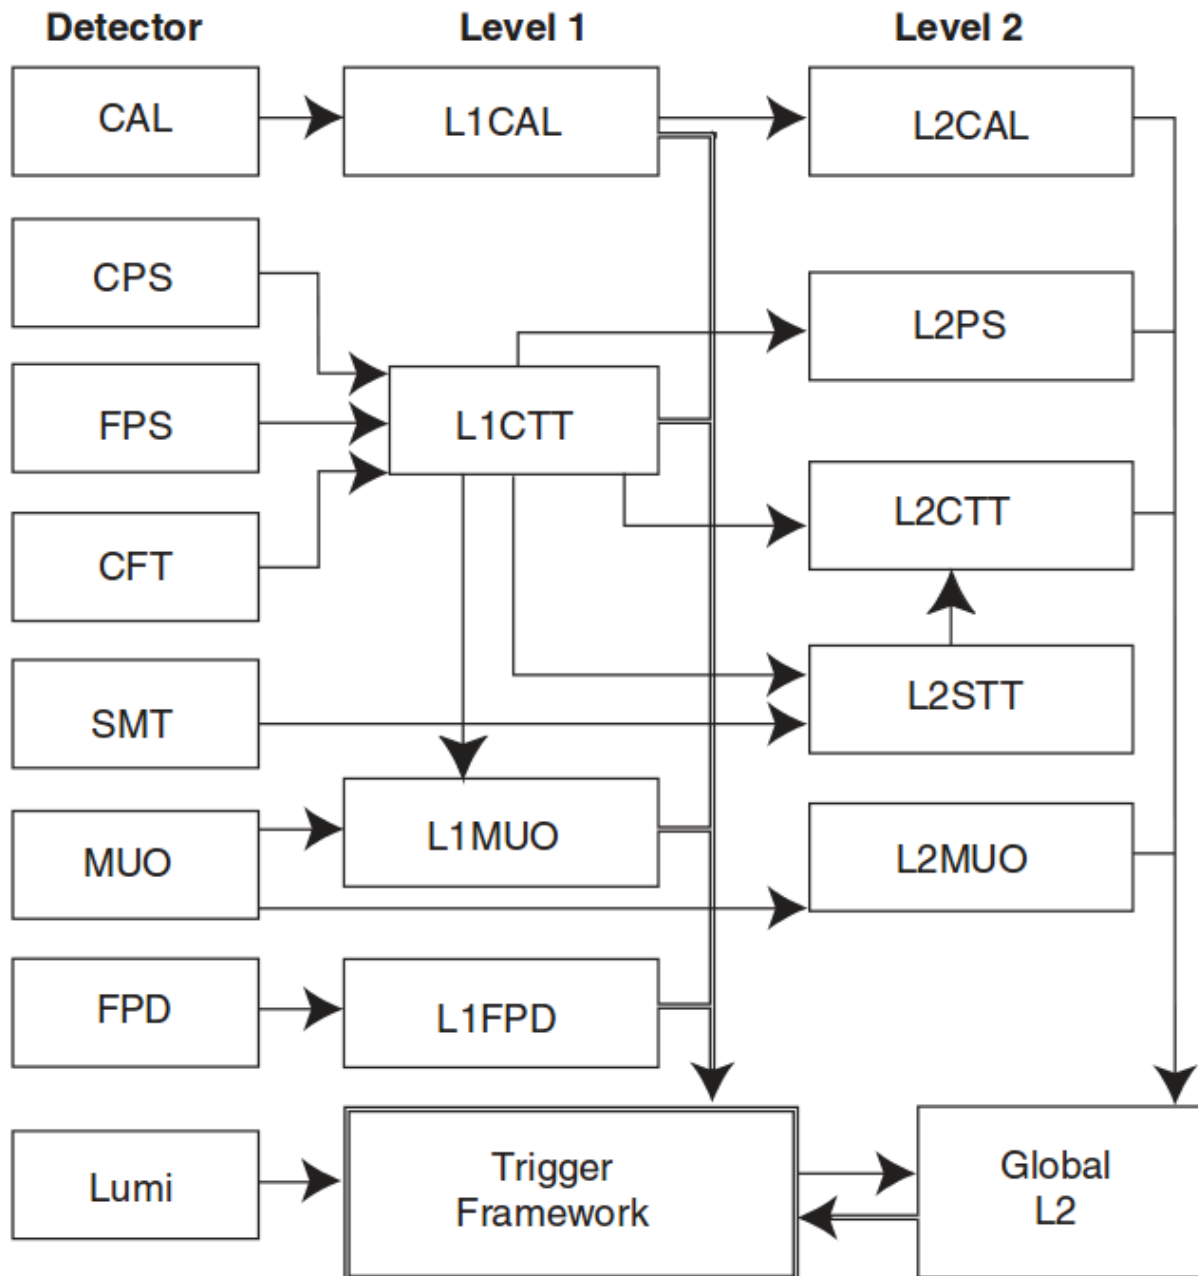 Detector Level 1 Level 2
CAL L1CAL L2CAL
CPS L2PS
FPS L1CTT
CFT L2CTT
SMT L2STT
MUO L1MUO L2MUO
FPD L1FPD
Lumi Trigger Framework Global L2